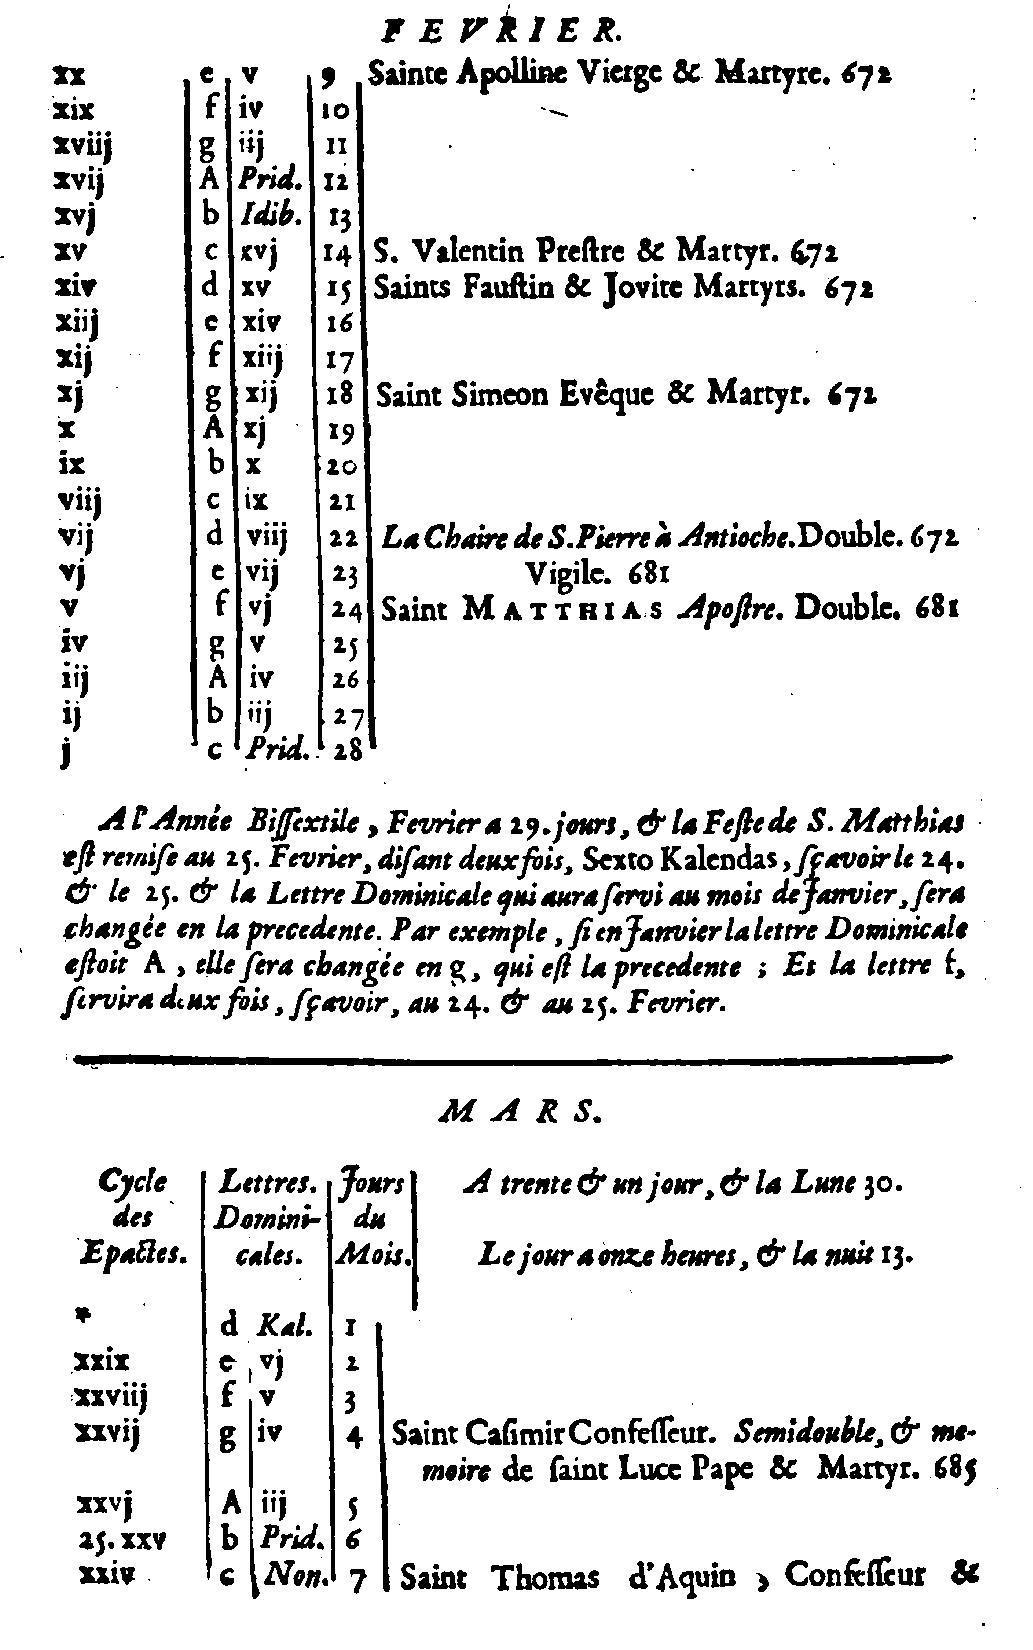 FEVRIER.
xx e v 9 Sainte Apolline Vierge & Martyre. 672
xix f iv 10
xviij g iij 11
xvij A Prid. 12
xvj b Idib. 13
xv c xvj 14 S. Valentin Preſtre & Martyr. 672
xiv d xv 15 Saints Fauſtin & Jovite Martyrs. 672
xiij e xiv 16
xij f xiij 17
xj g xij 18 Saint Simeon Evêque & Martyr. 672
x A xj 19
ix b x 20
viij c ix 21
vij d viij 22 La Chaire de S. Pierre à Antioche. Double. 672
vj e vij 23 Vigile. 681
v f vj 24 Saint MATTHIAS Apoſtre. Double. 681
iv g v 25
iij A iv 26
ij b iij 27
j c Prid. 28
A l'Année Biſſextile, Fevrier a 29. jours, & la Feſte de S. Matthias
eſt remiſe au 25. Fevrier, diſant deux fois, Sexto Kalendas, ſçavoir le 24.
& le 25. & la Lettre Dominicale qui aura ſervi au mois de Janvier, ſera
changée en la precedente. Par exemple, ſi en Janvier la lettre Dominicale
eſtoit A, elle ſera changée en g, qui eſt la precedente ; Et la lettre f,
ſervira deux fois, ſçavoir, au 24. & au 25. Fevrier.
MARS.
Cycle Lettres. Jours A trente & un jour, & la Lune 30.
des Domini- du
Epactes. cales. Mois. Le jour a onze heures, & la nuit 13.
* d Kal. 1
xxix e vj 2
xxviij f v 3
xxvij g iv 4 Saint Caſimir Confeſſeur. Semidouble, & me-
moire de ſaint Luce Pape & Martyr. 685
xxvj A iij 5
25. xxv b Prid. 6
xxiv c Non. 7 Saint Thomas d'Aquin, Confeſſeur &